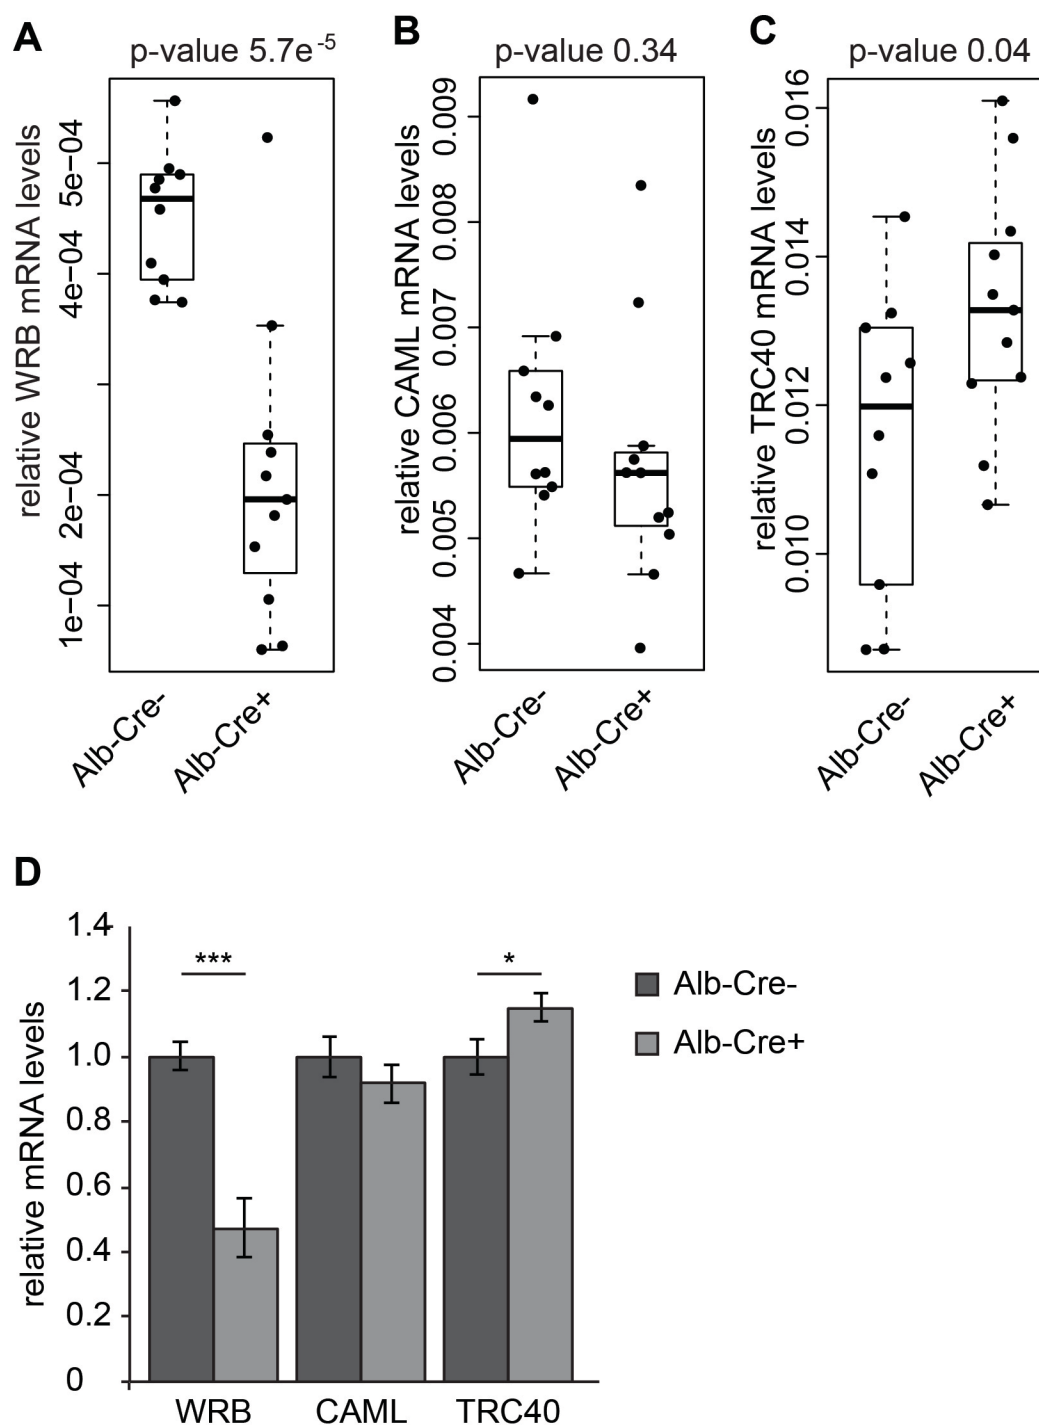 A
p-value 5.7e-5
relative WRB mRNA levels
5e−04
4e−04
2e−04
1e−04
Alb-Cre-
Alb-Cre+
B
p-value 0.34
relative CAML mRNA levels
0.009
0.008
0.007
0.006
0.005
0.004
Alb-Cre-
Alb-Cre+
C
p-value 0.04
relative TRC40 mRNA levels
0.016
0.014
0.012
0.010
Alb-Cre-
Alb-Cre+
D
relative mRNA levels
1.4
1.2
1.0
0.8
0.6
0.4
0.2
0
***
*
Alb-Cre-
Alb-Cre+
WRB
CAML
TRC40